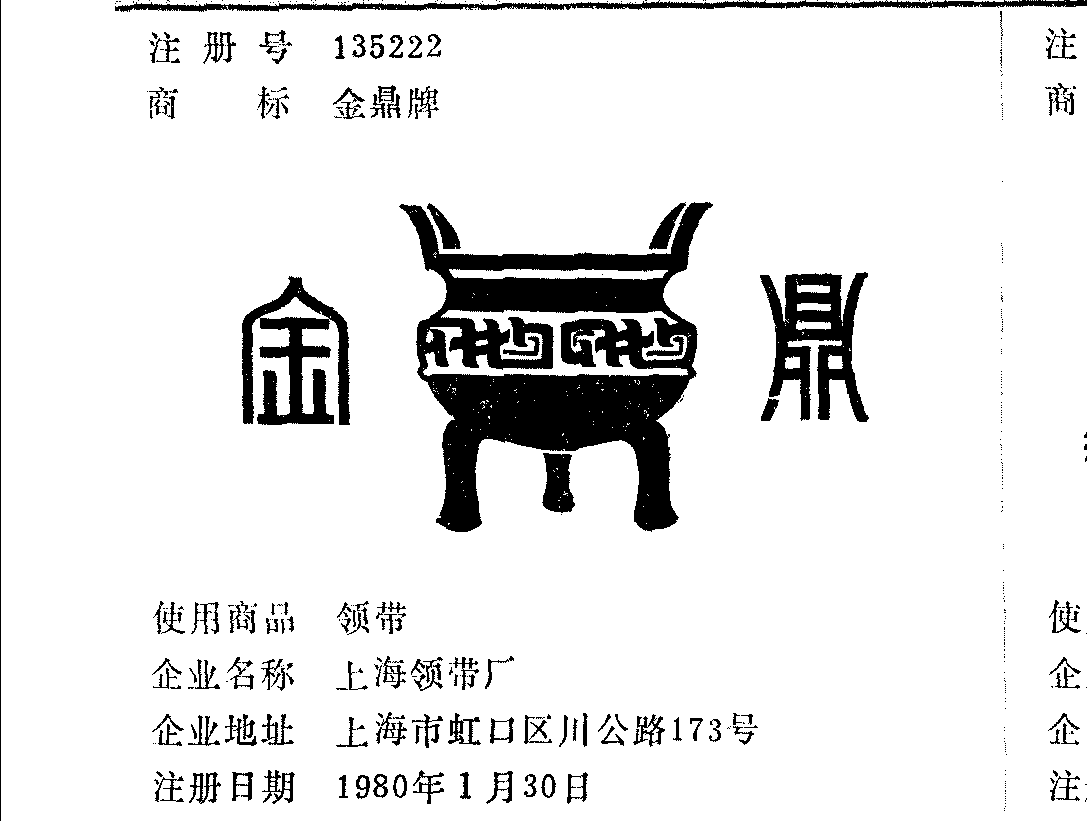 注册号 135222
商标 金鼎牌
金 鼎
使用商品 领带
企业名称 上海领带厂
企业地址 上海市虹口区川公路173号
注册日期 1980年1月30日
注
商
使
企
企
注